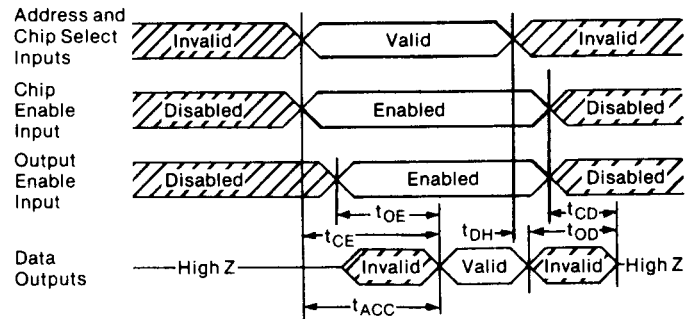 Address and
Chip Select
Inputs
Invalid
Valid
Invalid
Chip
Enable
Input
Disabled
Enabled
Disabled
Output
Enable
Input
Disabled
Enabled
Disabled
tOE
tCD
tCE
tDH
tOD
Data
Outputs
High Z
Invalid
Valid
Invalid
High Z
tACC